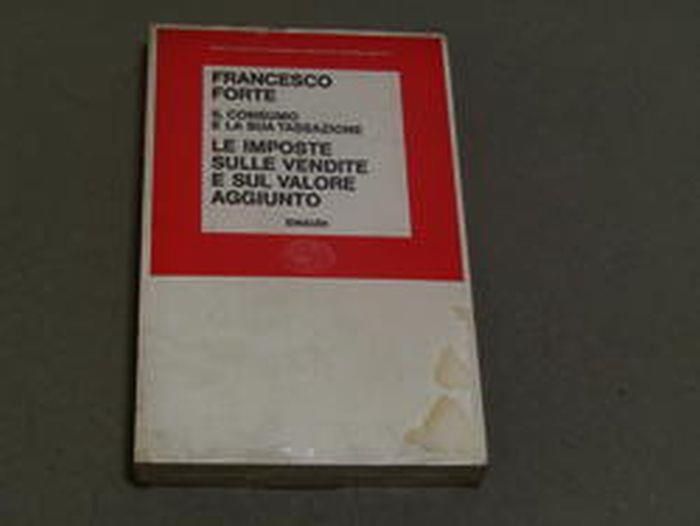 FRANCESCO
FORTE
IL CONSUMO
E LA SUA TASSAZIONE
LE IMPOSTE
SULLE VENDITE
E SUL VALORE
AGGIUNTO
EINAUDI